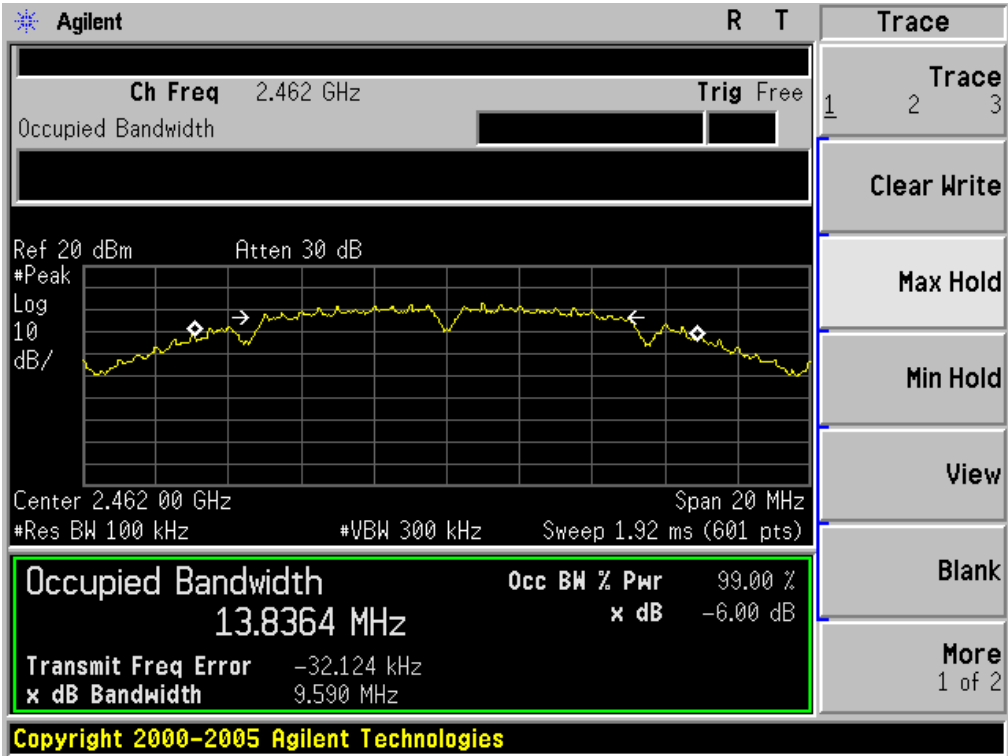 Agilent R T Trace
Ch Freq 2.462 GHz Trig Free
Occupied Bandwidth
Trace
1 2 3
Clear Write
Max Hold
Min Hold
View
Blank
More
1 of 2
Ref 20 dBm Atten 30 dB
#Peak
Log
10
dB/
Center 2.462 00 GHz Span 20 MHz
#Res BW 100 kHz #VBW 300 kHz Sweep 1.92 ms (601 pts)
Occupied Bandwidth Occ BW % Pwr 99.00 %
13.8364 MHz x dB -6.00 dB
Transmit Freq Error -32.124 kHz
x dB Bandwidth 9.590 MHz
Copyright 2000-2005 Agilent Technologies